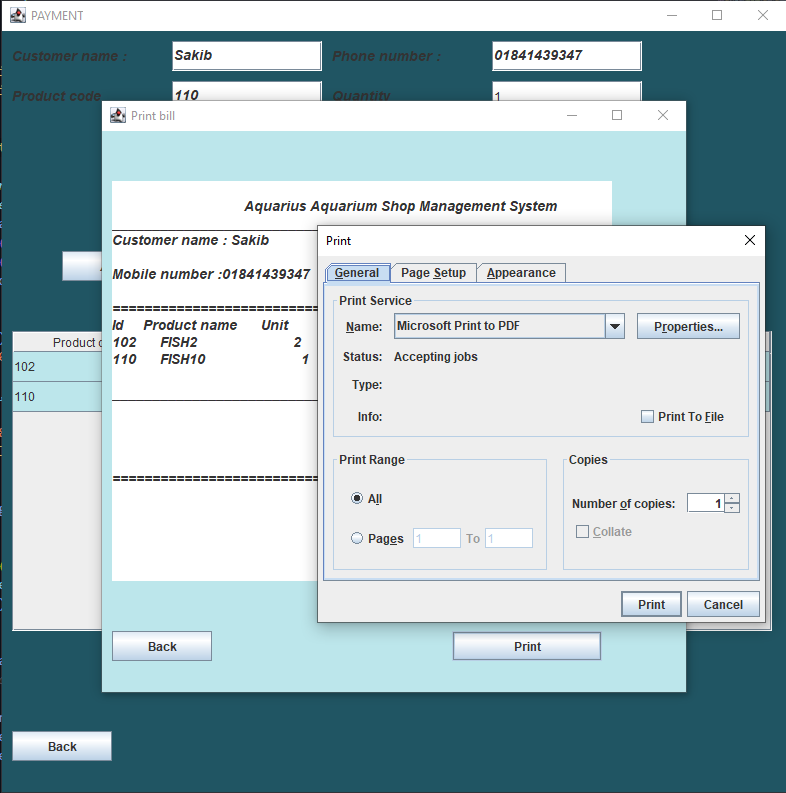 PAYMENT
Customer name : Sakib Phone number : 01841439347
Product code 110 Quantity 1
Print bill
Aquarius Aquarium Shop Management System
Customer name : Sakib
Mobile number :01841439347
==========================
Id Product name Unit
102 FISH2 2
110 FISH10 1
==========================
Back Print
Print
General Page Setup Appearance
Print Service
Name: Microsoft Print to PDF Properties...
Status: Accepting jobs
Type:
Info: Print To File
Print Range Copies
All Number of copies: 1
Pages 1 To 1 Collate
Print Cancel
Product
102
110
Back